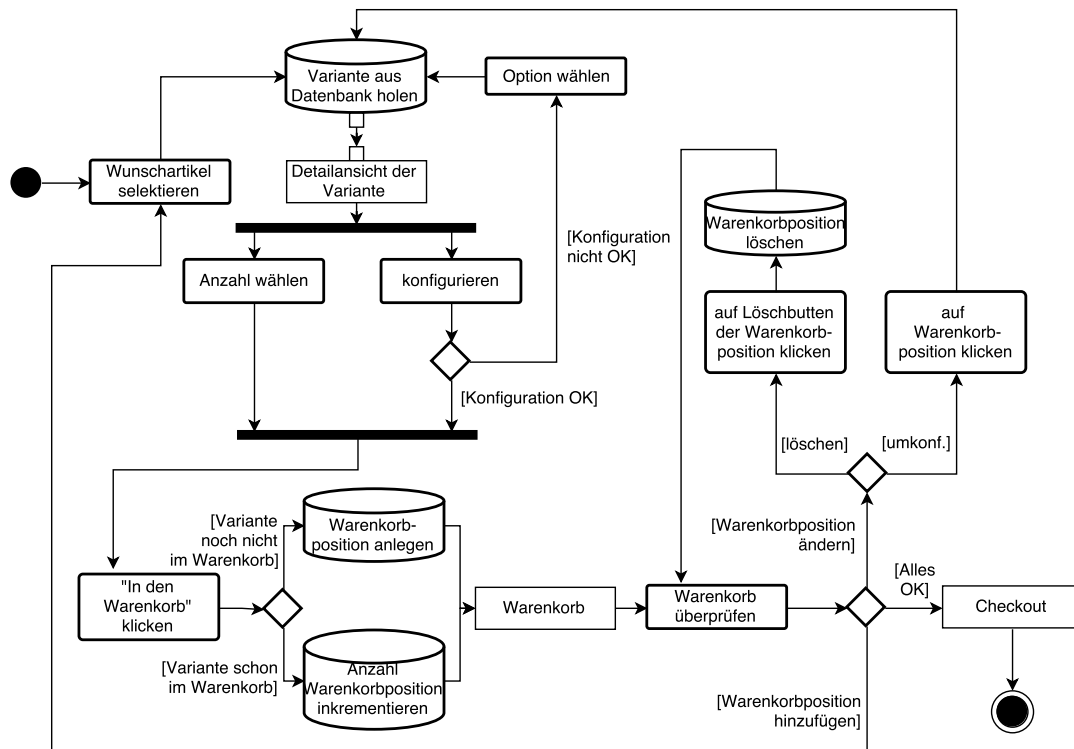 Variante aus
Datenbank holen
Option wählen
Wunschartikel
selektieren
Detailansicht der
Variante
Warenkorbposition
löschen
[Konfiguration
nicht OK]
Anzahl wählen
konfigurieren
auf Löschbutten
der Warenkorb-
position klicken
auf
Warenkorb-
position klicken
[Konfiguration OK]
[löschen]
[umkonf.]
[Variante
noch nicht
im Warenkorb]
Warenkorb-
position anlegen
[Warenkorbposition
ändern]
"In den
Warenkorb"
klicken
Warenkorb
Warenkorb
überprüfen
[Alles
OK]
Checkout
[Variante schon
im Warenkorb]
Anzahl
Warenkorbposition
inkrementieren
[Warenkorbposition
hinzufügen]